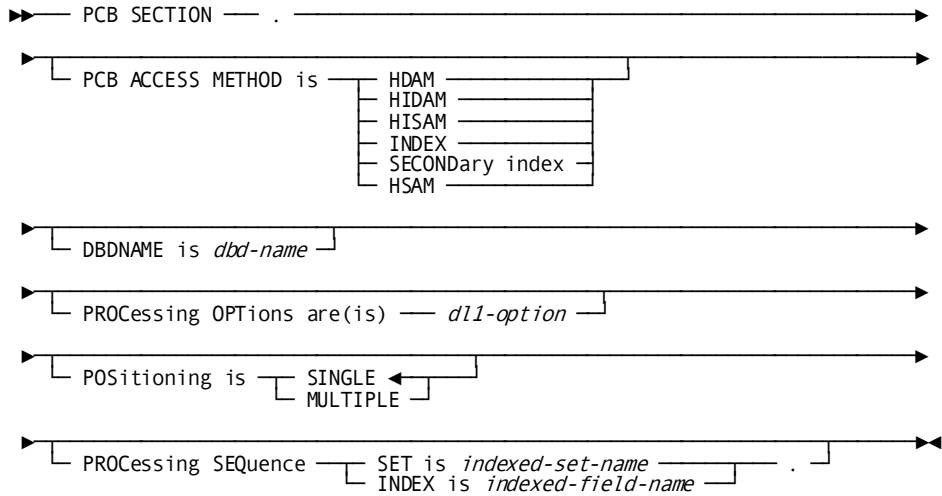 PCB SECTION .
PCB ACCESS METHOD is HDAM
HIDAM
HISAM
INDEX
SECONDary index
HSAM
DBDNAME is dbd-name
PROCessing OPTions are(is) dl1-option
POSitioning is SINGLE
MULTIPLE
PROCessing SEQuence SET is indexed-set-name .
INDEX is indexed-field-name